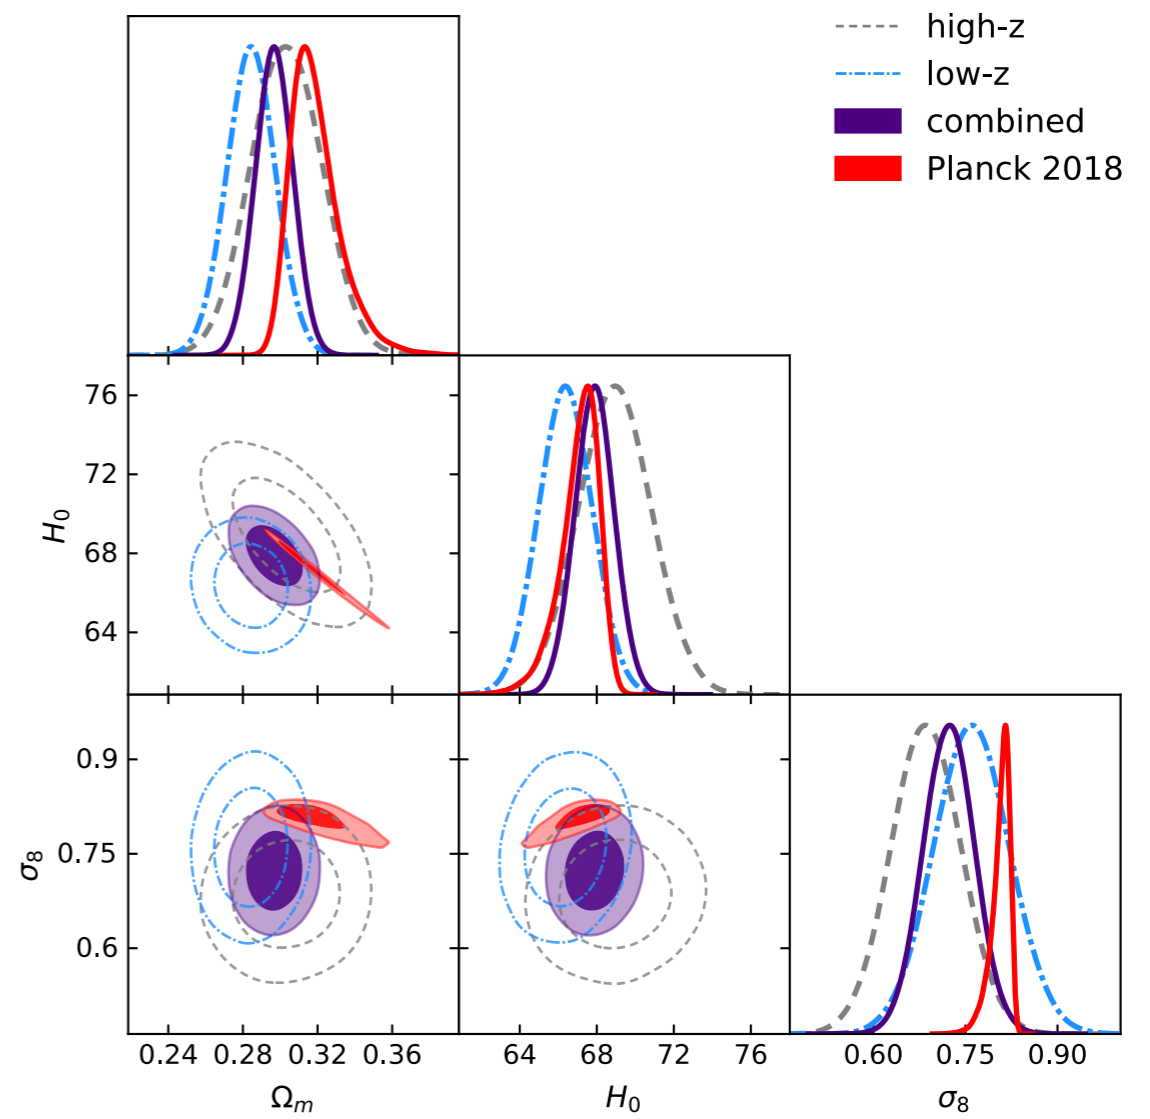 high-z
low-z
combined
Planck 2018
76
72
68
64
H₀
0.9
0.75
0.6
σ₈
0.24 0.28 0.32 0.36
64 68 72 76
0.60 0.75 0.90
Ωₘ
H₀
σ₈